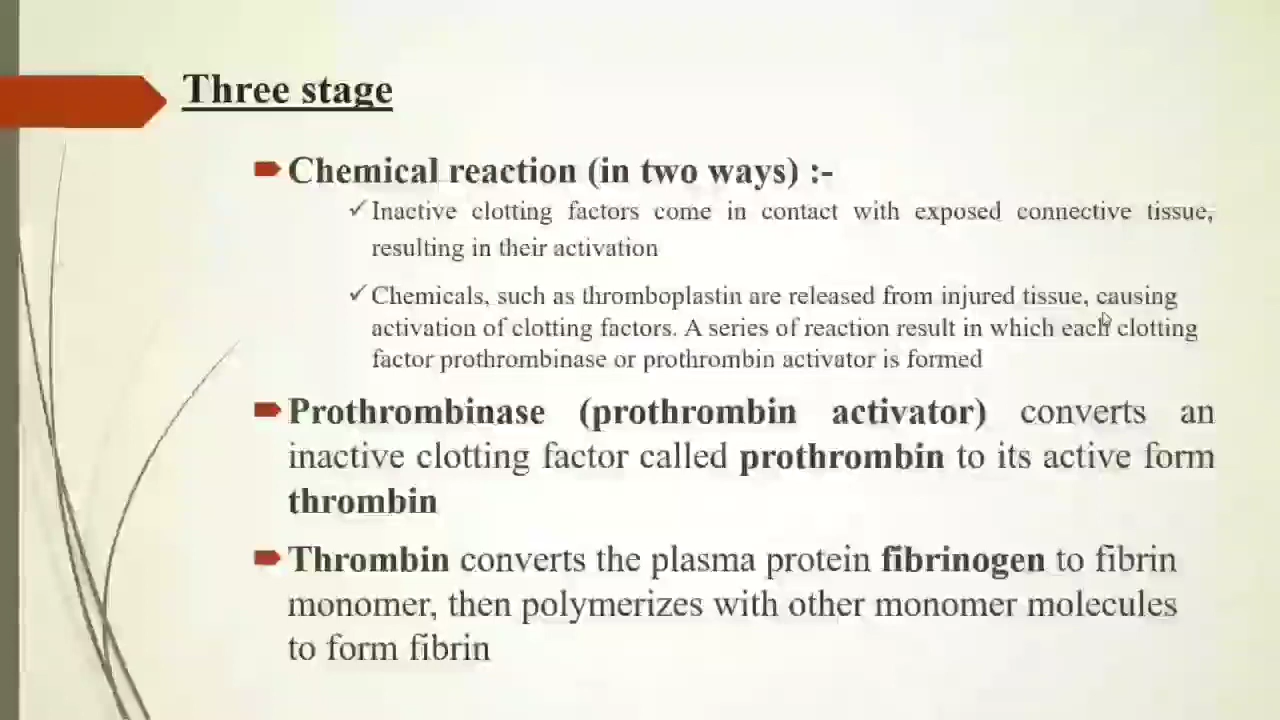 Three stage
Chemical reaction (in two ways) :-
Inactive clotting factors come in contact with exposed connective tissue,
resulting in their activation
Chemicals, such as thromboplastin are released from injured tissue, causing
activation of clotting factors. A series of reaction result in which each clotting
factor prothrombinase or prothrombin activator is formed
Prothrombinase (prothrombin activator) converts an
inactive clotting factor called prothrombin to its active form
thrombin
Thrombin converts the plasma protein fibrinogen to fibrin
monomer, then polymerizes with other monomer molecules
to form fibrin